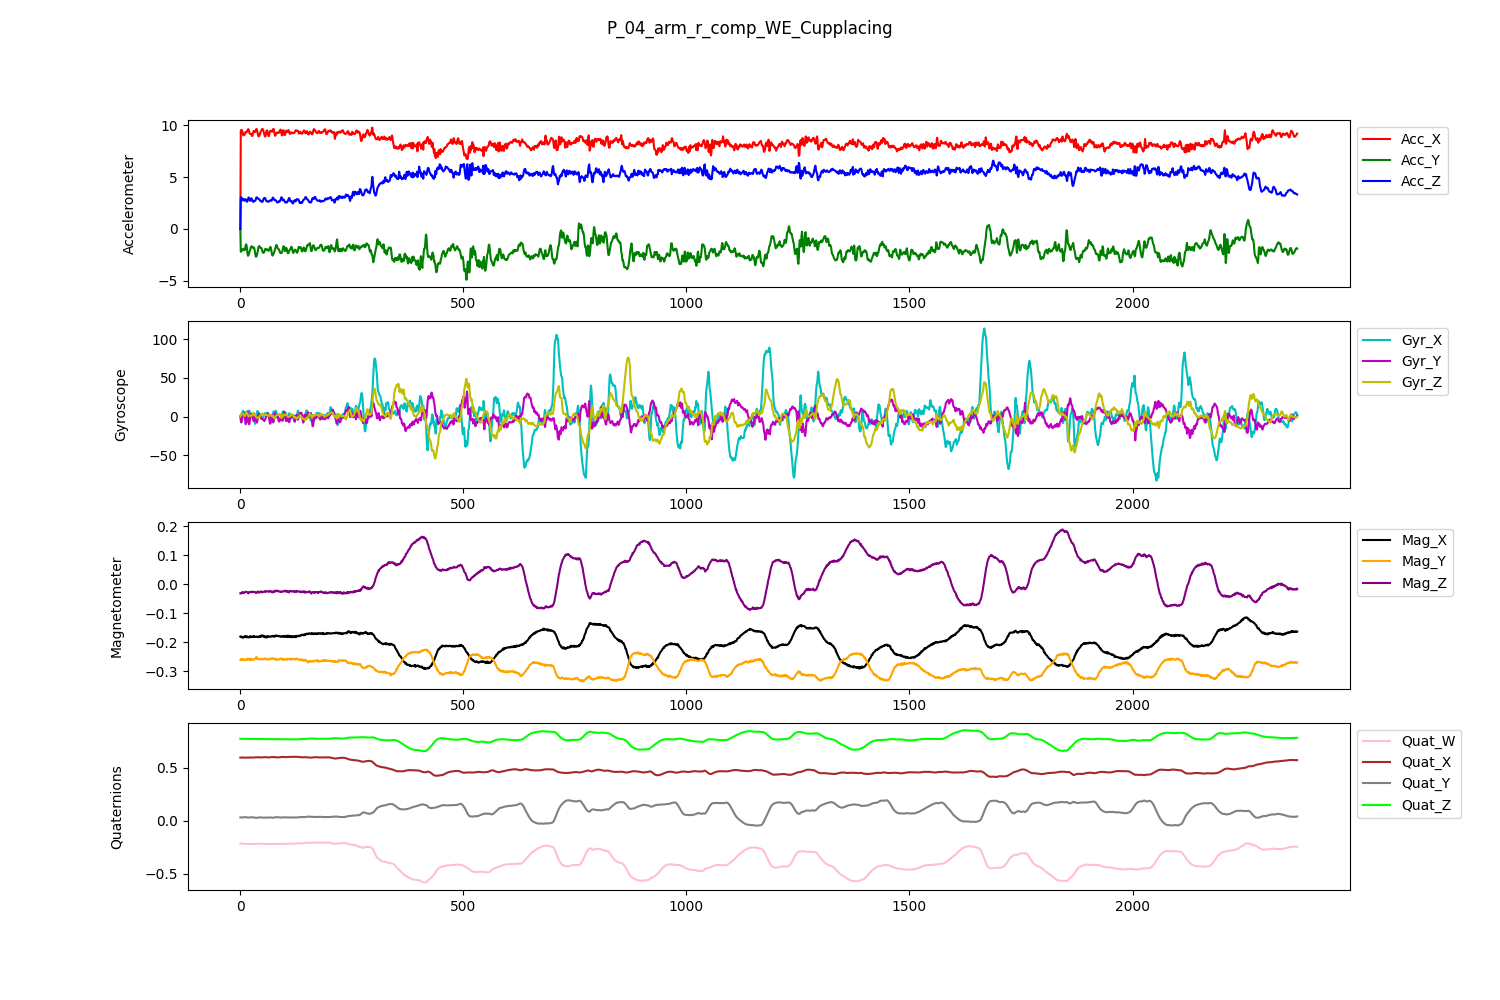 P_04_arm_r_comp_WE_Cupplacing
Accelerometer
10
5
0
−5
0 500 1000 1500 2000
Acc_X
Acc_Y
Acc_Z
Gyroscope
100
50
0
−50
0 500 1000 1500 2000
Gyr_X
Gyr_Y
Gyr_Z
Magnetometer
0.2
0.1
0.0
−0.1
−0.2
−0.3
0 500 1000 1500 2000
Mag_X
Mag_Y
Mag_Z
Quaternions
0.5
0.0
−0.5
0 500 1000 1500 2000
Quat_W
Quat_X
Quat_Y
Quat_Z